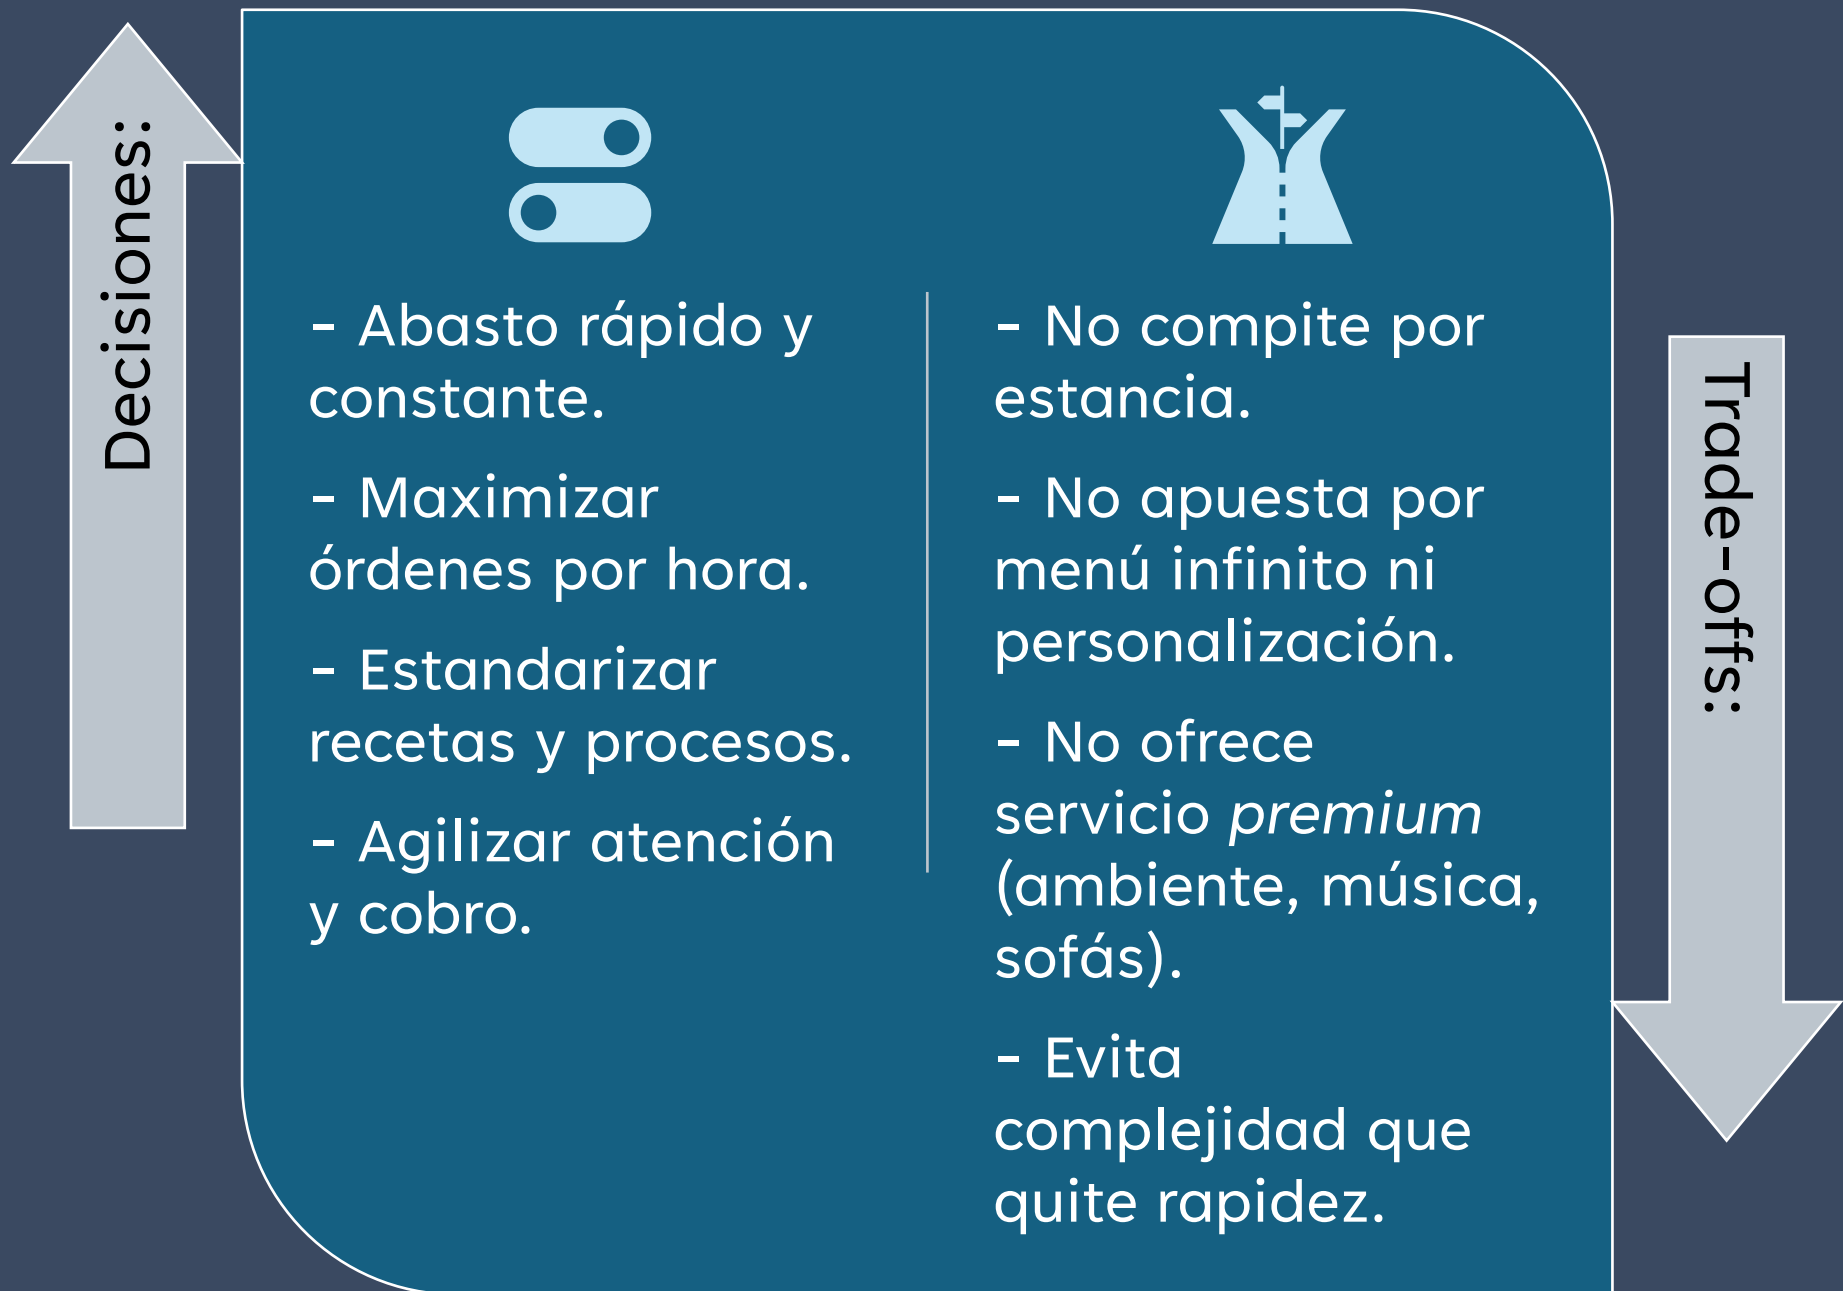 Decisiones:
- Abasto rápido y
constante.
- Maximizar
órdenes por hora.
- Estandarizar
recetas y procesos.
- Agilizar atención
y cobro.
- No compite por
estancia.
- No apuesta por
menú infinito ni
personalización.
- No ofrece
servicio premium
(ambiente, música,
sofás).
- Evita
complejidad que
quite rapidez.
Trade-offs: